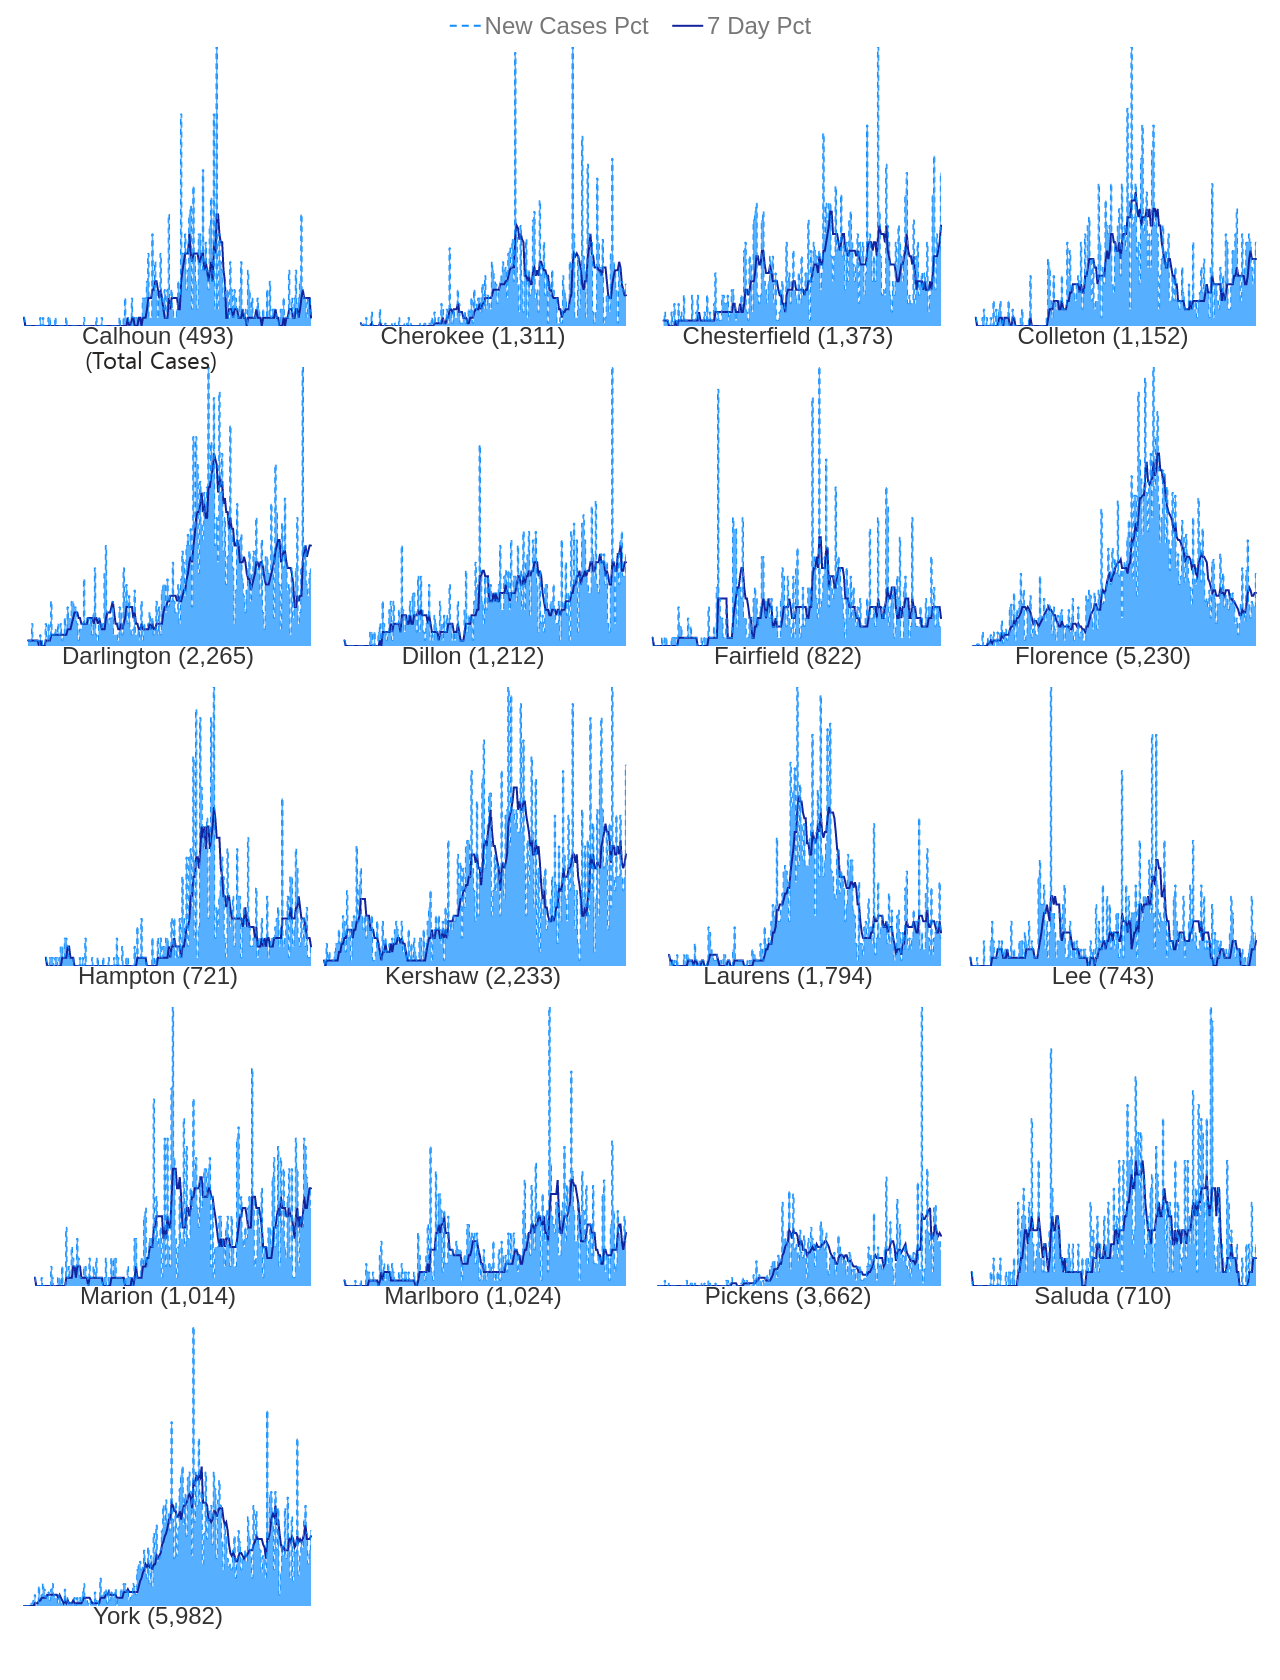 New Cases Pct 7 Day Pct
Calhoun (493) Cherokee (1,311) Chesterfield (1,373) Colleton (1,152)
(Total Cases)
Darlington (2,265) Dillon (1,212) Fairfield (822) Florence (5,230)
Hampton (721) Kershaw (2,233) Laurens (1,794) Lee (743)
Marion (1,014) Marlboro (1,024) Pickens (3,662) Saluda (710)
York (5,982)